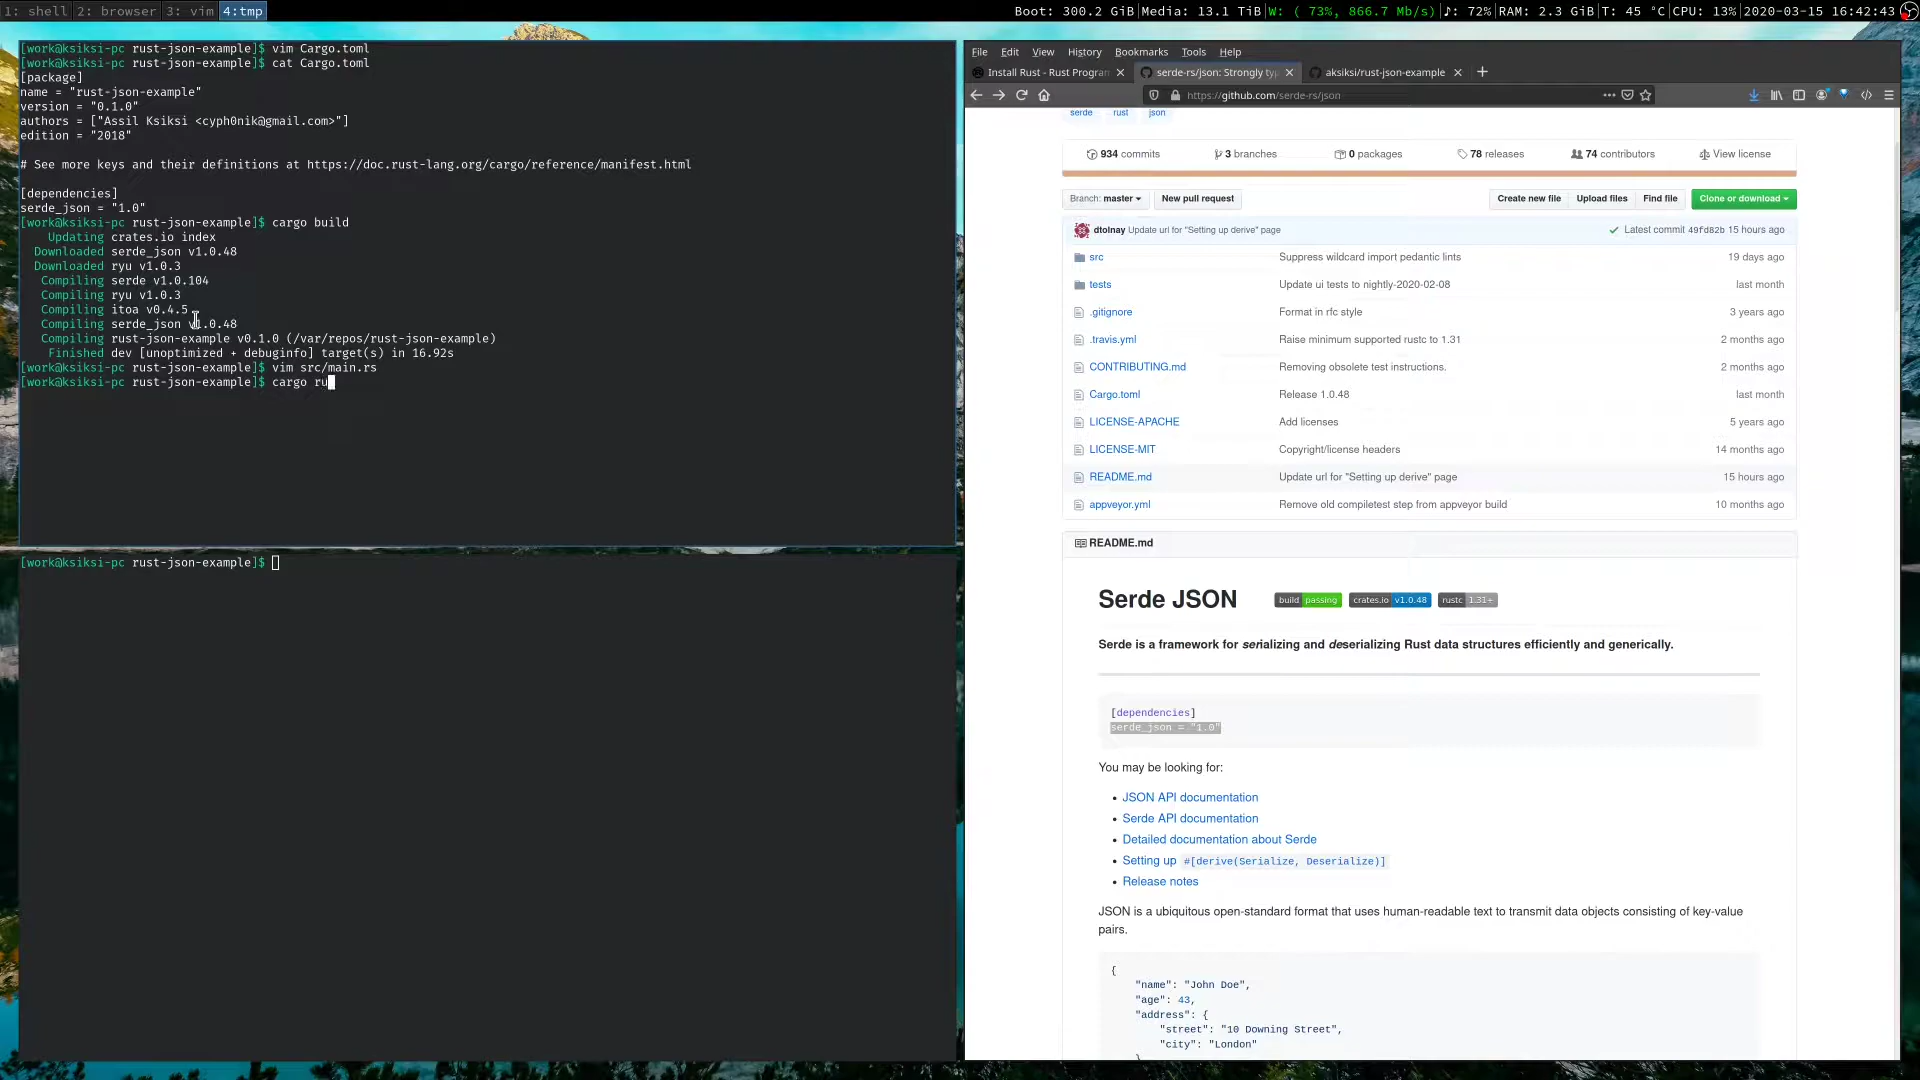 1: shell 2: browser 3: vim 4:tmp
Boot: 300.2 GiB|Media: 13.1 TiB|W: ( 73%, 866.7 Mb/s)|♪: 72%|RAM: 2.3 GiB|T: 45 °C|CPU: 13%|2020-03-15 16:42:43
[work@ksiksi-pc rust-json-example]$ vim Cargo.toml
[work@ksiksi-pc rust-json-example]$ cat Cargo.toml
[package]
name = "rust-json-example"
version = "0.1.0"
authors = ["Assil Ksiksi <cyph0nik@gmail.com>"]
edition = "2018"
# See more keys and their definitions at https://doc.rust-lang.org/cargo/reference/manifest.html
[dependencies]
serde_json = "1.0"
[work@ksiksi-pc rust-json-example]$ cargo build
Updating crates.io index
Downloaded serde_json v1.0.48
Downloaded ryu v1.0.3
Compiling serde v1.0.104
Compiling ryu v1.0.3
Compiling itoa v0.4.5
Compiling serde_json v1.0.48
Compiling rust-json-example v0.1.0 (/var/repos/rust-json-example)
Finished dev [unoptimized + debuginfo] target(s) in 16.92s
[work@ksiksi-pc rust-json-example]$ vim src/main.rs
[work@ksiksi-pc rust-json-example]$ cargo ru
[work@ksiksi-pc rust-json-example]$
File Edit View History Bookmarks Tools Help
Install Rust - Rust Program serde-rs/json: Strongly typ aksiksi/rust-json-example
https://github.com/serde-rs/json
serde rust json
934 commits 3 branches 0 packages 78 releases 74 contributors View license
Branch: master New pull request Create new file Upload files Find file Clone or download
dtolnay Update url for "Setting up derive" page Latest commit 49fd82b 15 hours ago
src Suppress wildcard import pedantic lints 19 days ago
tests Update ui tests to nightly-2020-02-08 last month
.gitignore Format in rfc style 3 years ago
.travis.yml Raise minimum supported rustc to 1.31 2 months ago
CONTRIBUTING.md Removing obsolete test instructions. 2 months ago
Cargo.toml Release 1.0.48 last month
LICENSE-APACHE Add licenses 5 years ago
LICENSE-MIT Copyright/license headers 14 months ago
README.md Update url for "Setting up derive" page 15 hours ago
appveyor.yml Remove old compiletest step from appveyor build 10 months ago
README.md
Serde JSON build passing crates.io v1.0.48 rustc 1.31+
Serde is a framework for serializing and deserializing Rust data structures efficiently and generically.
[dependencies]
serde_json = "1.0"
You may be looking for:
• JSON API documentation
• Serde API documentation
• Detailed documentation about Serde
• Setting up #[derive(Serialize, Deserialize)]
• Release notes
JSON is a ubiquitous open-standard format that uses human-readable text to transmit data objects consisting of key-value
pairs.
{
"name": "John Doe",
"age": 43,
"address": {
"street": "10 Downing Street",
"city": "London"